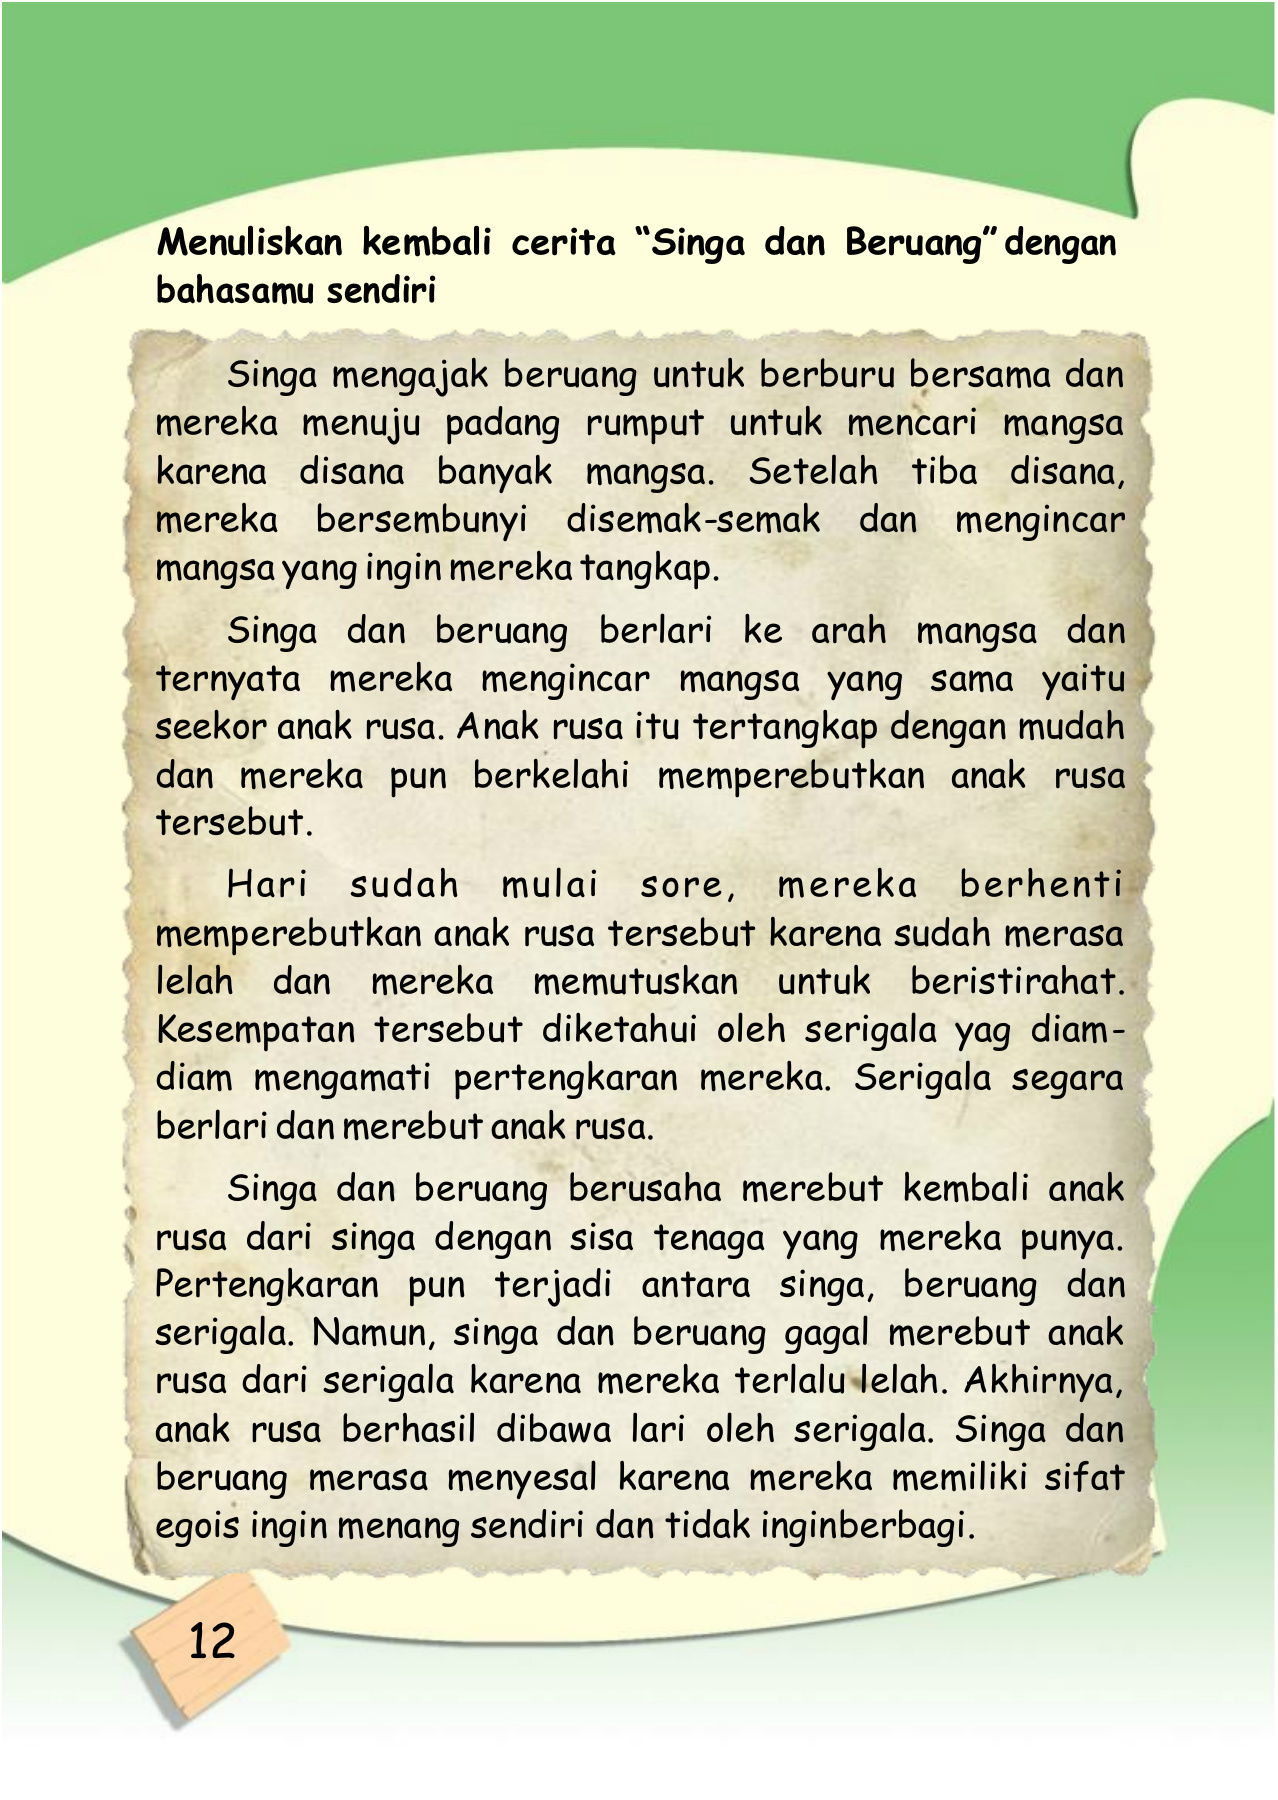 Menuliskan kembali cerita “Singa dan Beruang” dengan
bahasamu sendiri
Singa mengajak beruang untuk berburu bersama dan
mereka menuju padang rumput untuk mencari mangsa
karena disana banyak mangsa. Setelah tiba disana,
mereka bersembunyi disemak-semak dan mengincar
mangsa yang ingin mereka tangkap.
Singa dan beruang berlari ke arah mangsa dan
ternyata mereka mengincar mangsa yang sama yaitu
seekor anak rusa. Anak rusa itu tertangkap dengan mudah
dan mereka pun berkelahi memperebutkan anak rusa
tersebut.
Hari sudah mulai sore, mereka berhenti
memperebutkan anak rusa tersebut karena sudah merasa
lelah dan mereka memutuskan untuk beristirahat.
Kesempatan tersebut diketahui oleh serigala yag diam-
diam mengamati pertengkaran mereka. Serigala segara
berlari dan merebut anak rusa.
Singa dan beruang berusaha merebut kembali anak
rusa dari singa dengan sisa tenaga yang mereka punya.
Pertengkaran pun terjadi antara singa, beruang dan
serigala. Namun, singa dan beruang gagal merebut anak
rusa dari serigala karena mereka terlalu lelah. Akhirnya,
anak rusa berhasil dibawa lari oleh serigala. Singa dan
beruang merasa menyesal karena mereka memiliki sifat
egois ingin menang sendiri dan tidak inginberbagi.
12